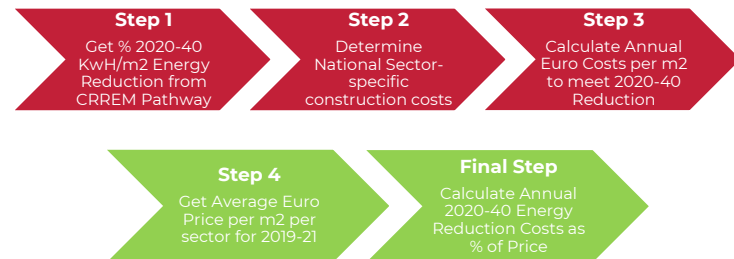 Step 1
Get % 2020-40
KwH/m2 Energy
Reduction from
CRREM Pathway
Step 2
Determine
National Sector-
specific
construction costs
Step 3
Calculate Annual
Euro Costs per m2
to meet 2020-40
Reduction
Step 4
Get Average Euro
Price per m2 per
sector for 2019-21
Final Step
Calculate Annual
2020-40 Energy
Reduction Costs as
% of Price